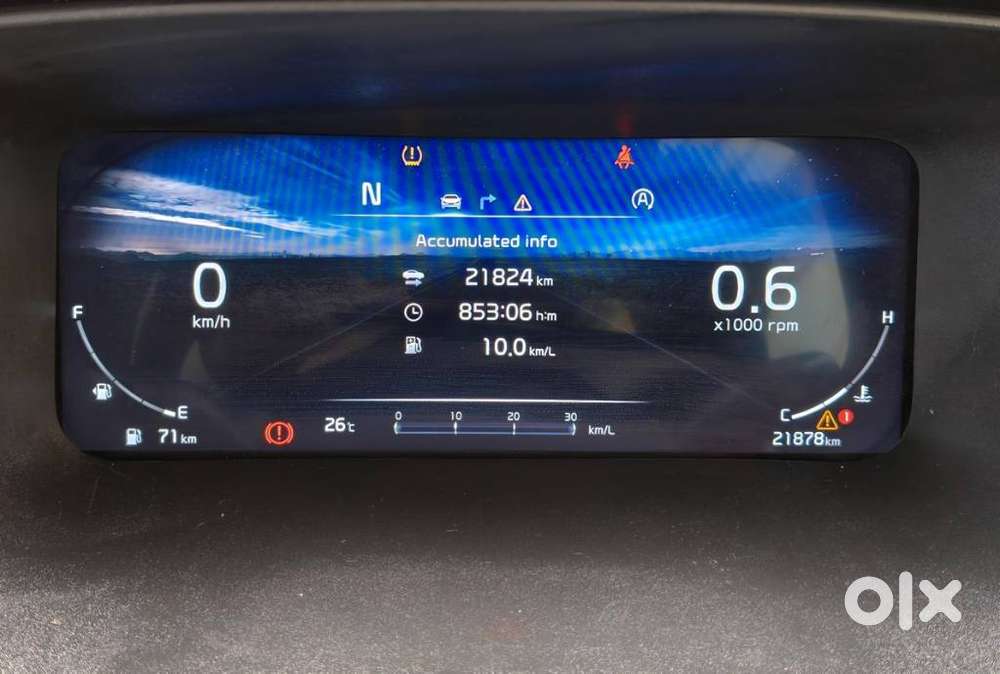 N
A
Accumulated info
0
km/h
21824 km
853:06 h:m
10.0 km/L
0.6
x1000 rpm
F
E
71 km
26℃
0 10 20 30
km/L
H
C
1
21878 km
olx